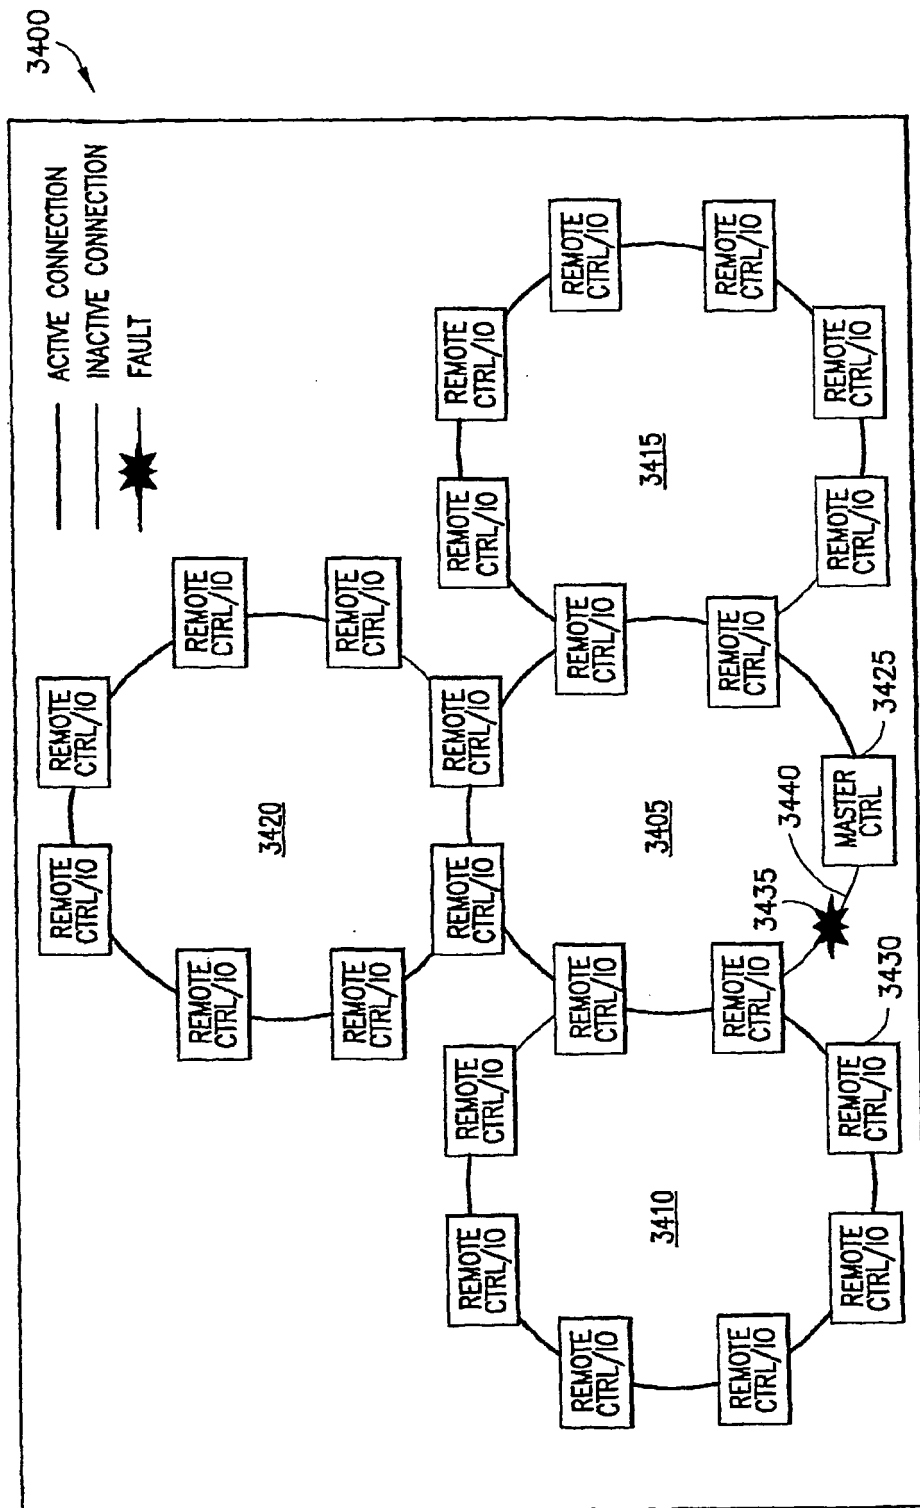 3400
ACTIVE CONNECTION
INACTIVE CONNECTION
FAULT
REMOTE
CTRL/IO
REMOTE
CTRL/IO
REMOTE
CTRL/IO
REMOTE
CTRL/IO
REMOTE
CTRL/IO
REMOTE
CTRL/IO
3420
REMOTE
CTRL/IO
REMOTE
CTRL/IO
REMOTE
CTRL/IO
REMOTE
CTRL/IO
REMOTE
CTRL/IO
REMOTE
CTRL/IO
REMOTE
CTRL/IO
REMOTE
CTRL/IO
REMOTE
CTRL/IO
REMOTE
CTRL/IO
3410
3405
3415
REMOTE
CTRL/IO
REMOTE
CTRL/IO
REMOTE
CTRL/IO
REMOTE
CTRL/IO
3435
3440
3425
MASTER
CTRL
3430
REMOTE
CTRL/IO
REMOTE
CTRL/IO
REMOTE
CTRL/IO
REMOTE
CTRL/IO